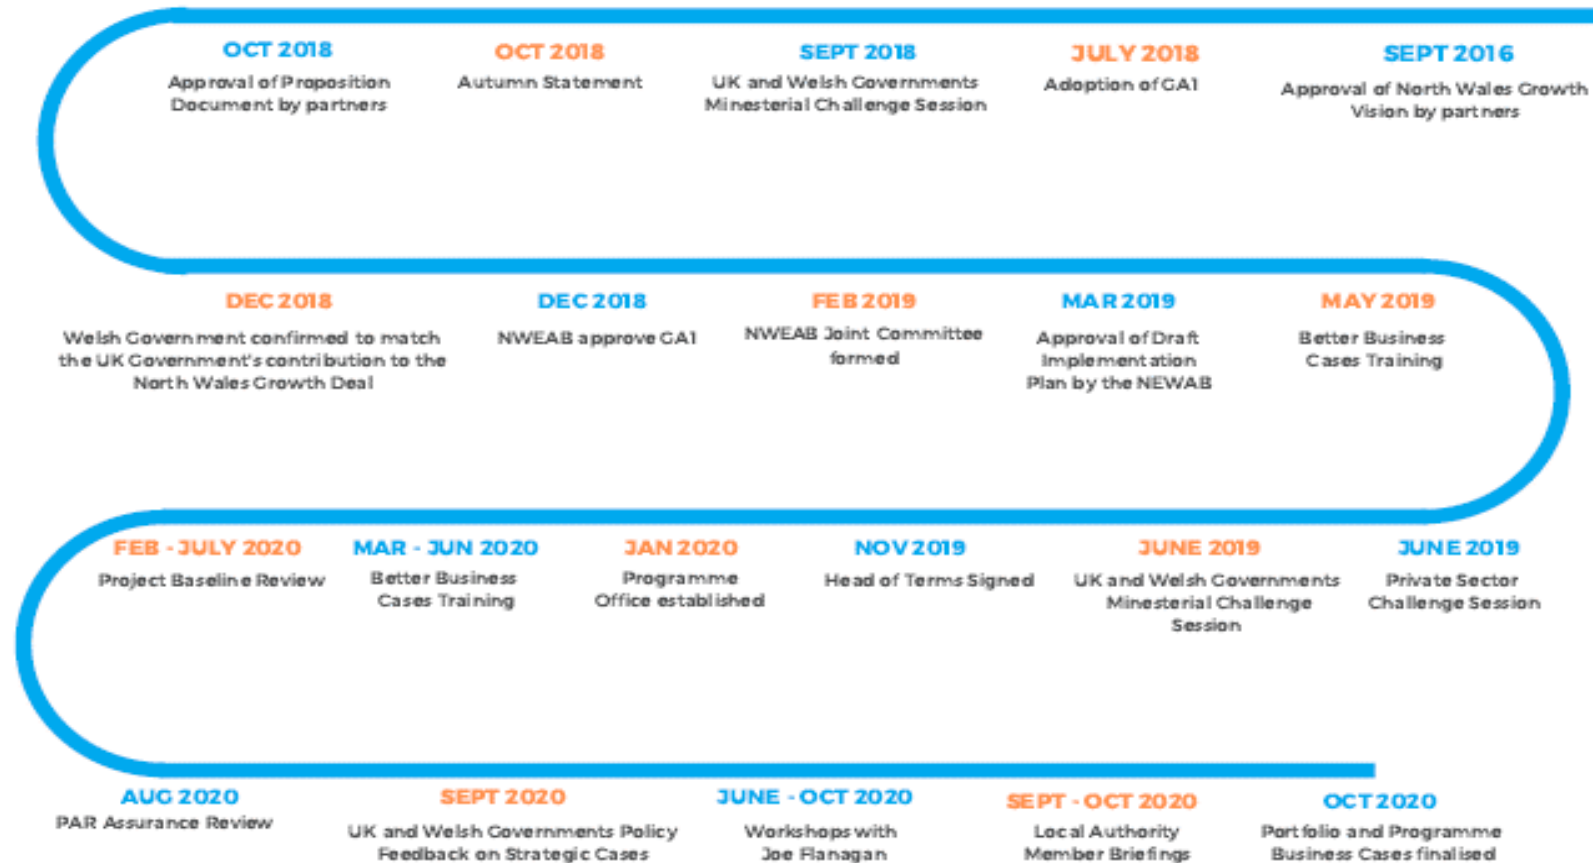 OCT 2018
Approval of Proposition
Document by partners
OCT 2018
Autumn Statement
SEPT 2018
UK and Welsh Governments
Minesterial Challenge Session
JULY 2018
Adoption of GA1
SEPT 2016
Approval of North Wales Growth
Vision by partners
DEC 2018
Welsh Government confirmed to match
the UK Government's contribution to the
North Wales Growth Deal
DEC 2018
NWEAB approve GA1
FEB 2019
NWEAB Joint Committee
formed
MAR 2019
Approval of Draft
Implementation
Plan by the NEWAB
MAY 2019
Better Business
Cases Training
FEB - JULY 2020
Project Baseline Review
MAR - JUN 2020
Better Business
Cases Training
JAN 2020
Programme
Office established
NOV 2019
Head of Terms Signed
JUNE 2019
UK and Welsh Governments
Minesterial Challenge
Session
JUNE 2019
Private Sector
Challenge Session
AUG 2020
PAR Assurance Review
SEPT 2020
UK and Welsh Governments Policy
Feedback on Strategic Cases
JUNE - OCT 2020
Workshops with
Joe Flanagan
SEPT - OCT 2020
Local Authority
Member Briefings
OCT 2020
Portfolio and Programme
Business Cases finalised